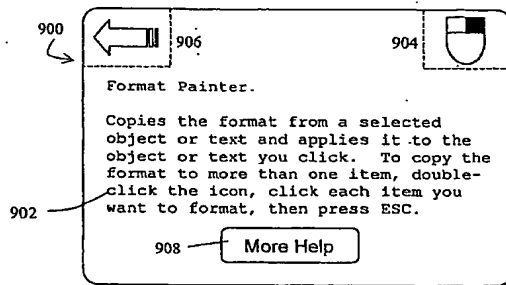 900
906
904
Format Painter.
Copies the format from a selected
object or text and applies it to the
object or text you click. To copy the
format to more than one item, double-
click the icon, click each item you
want to format, then press ESC.
902
908
More Help